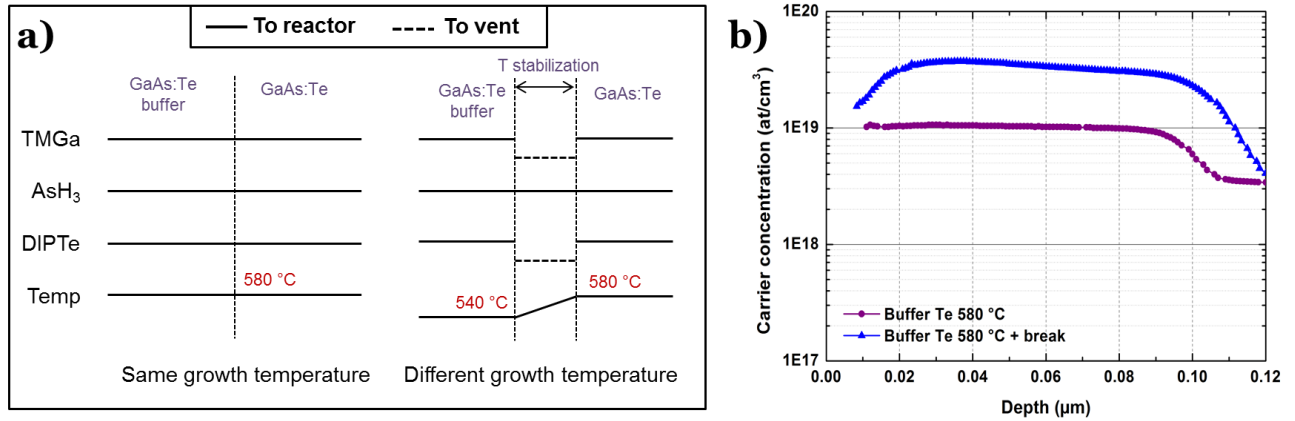 a)
To reactor
To vent
GaAs:Te
buffer
GaAs:Te
T stabilization
GaAs:Te
buffer
GaAs:Te
TMGa
AsH₃
DIPTe
Temp
580 °C
540 °C
580 °C
Same growth temperature
Different growth temperature
b)
Carrier concentration (at/cm³)
1E20
1E19
1E18
1E17
Buffer Te 580 °C
Buffer Te 580 °C + break
0.00 0.02 0.04 0.06 0.08 0.10 0.12
Depth (µm)